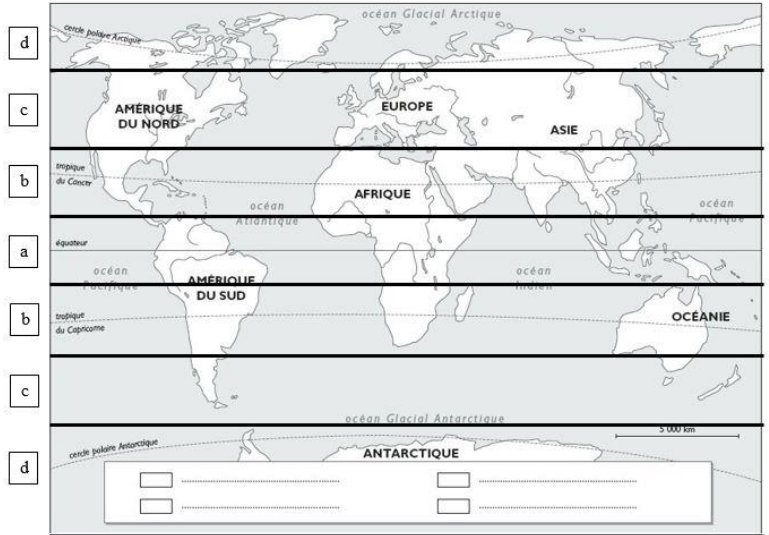 océan Glacial Arctique
cercle polaire Arctique
d
c
AMÉRIQUE
DU NORD
EUROPE
ASIE
b
tropique
du Cancer
AFRIQUE
océan
Atlantique
océan
Pacifique
a
équateur
océan
Pacifique
AMÉRIQUE
DU SUD
océan
Indien
b
tropique
du Capricorne
OCÉANIE
c
océan Glacial Antarctique
5 000 km
cercle polaire Antarctique
d
ANTARCTIQUE